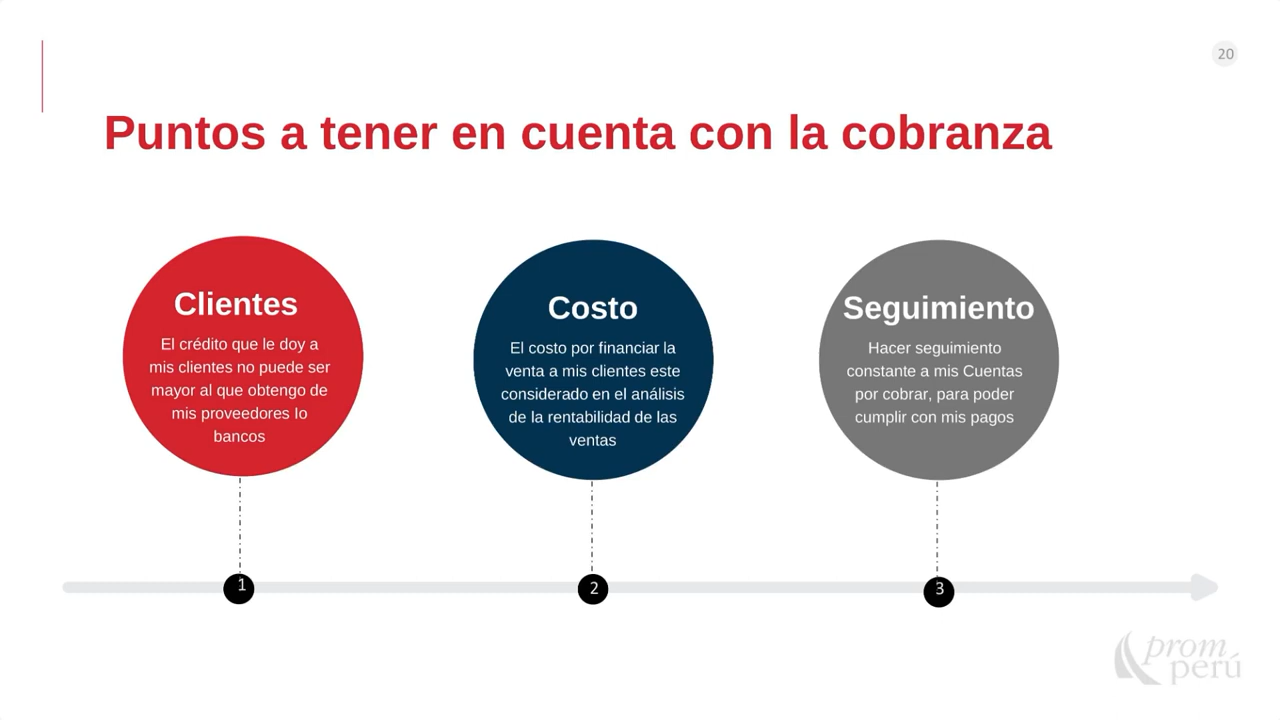 20
Puntos a tener en cuenta con la cobranza
Clientes
El crédito que le doy a
mis clientes no puede ser
mayor al que obtengo de
mis proveedores lo
bancos
Costo
El costo por financiar la
venta a mis clientes este
considerado en el análisis
de la rentabilidad de las
ventas
Seguimiento
Hacer seguimiento
constante a mis Cuentas
por cobrar, para poder
cumplir con mis pagos
1
2
3
prom
perú